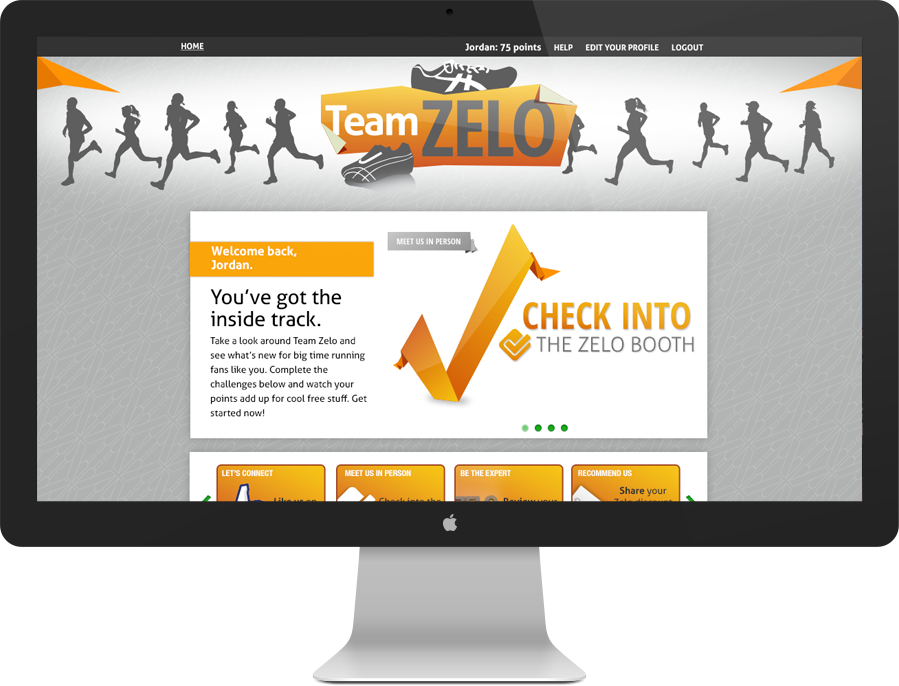 HOME
Jordan: 75 points HELP EDIT YOUR PROFILE LOGOUT
Team ZELO
Welcome back,
Jordan.
You've got the
inside track.
Take a look around Team Zelo and
see what's new for big time running
fans like you. Complete the
challenges below and watch your
points add up for cool free stuff. Get
started now!
MEET US IN PERSON
CHECK INTO
THE ZELO BOOTH
LET'S CONNECT
MEET US IN PERSON
BE THE EXPERT
RECOMMEND US
Like us on
Check into the
Review your
Share your
Zelo discount